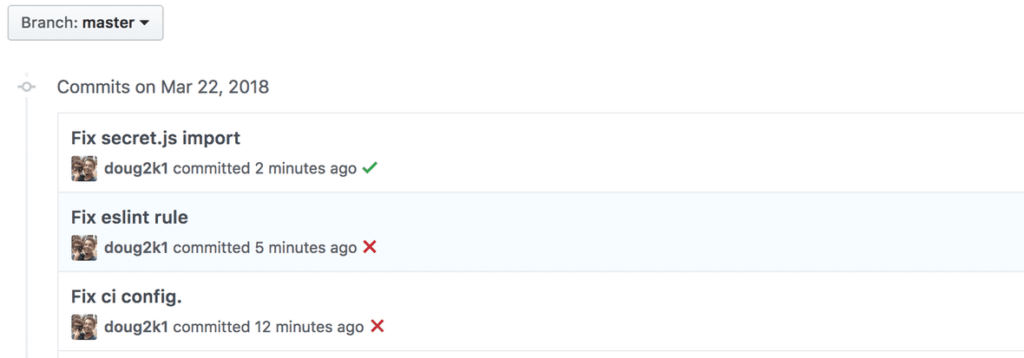 Branch: master
Commits on Mar 22, 2018
Fix secret.js import
doug2k1 committed 2 minutes ago
Fix eslint rule
doug2k1 committed 5 minutes ago
Fix ci config.
doug2k1 committed 12 minutes ago